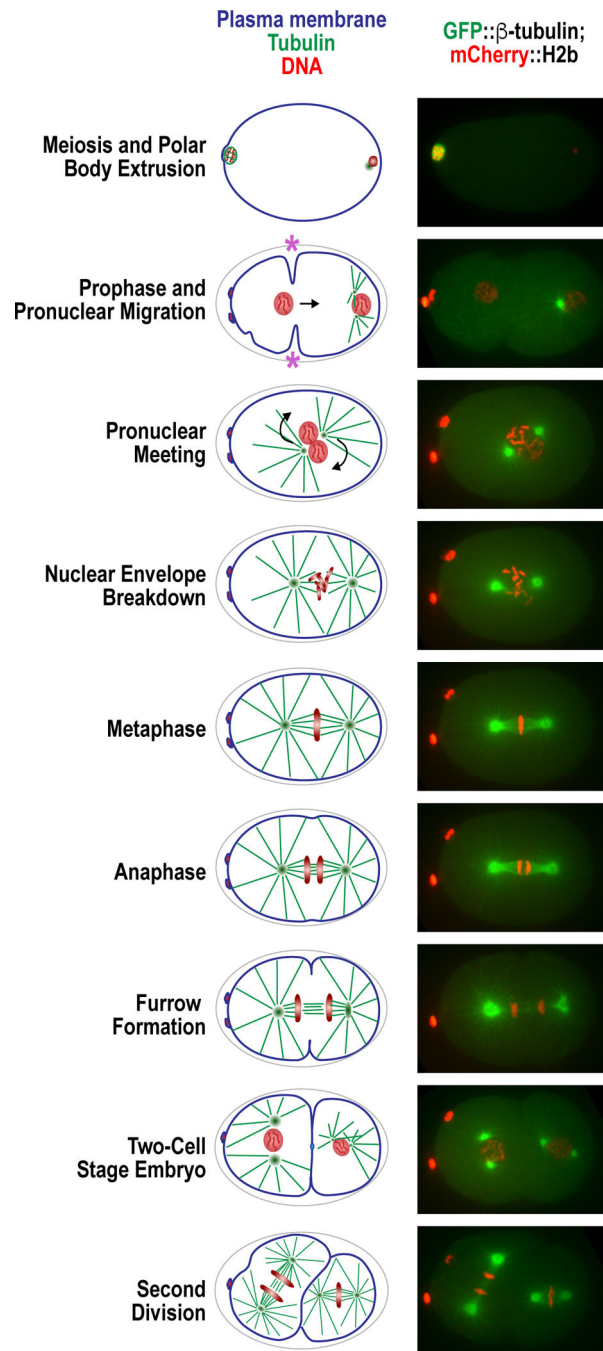 Plasma membrane
Tubulin
DNA
GFP::β-tubulin;
mCherry::H2b
Meiosis and Polar
Body Extrusion
*
Prophase and
Pronuclear Migration
*
Pronuclear
Meeting
Nuclear Envelope
Breakdown
Metaphase
Anaphase
Furrow
Formation
Two-Cell
Stage Embryo
Second
Division